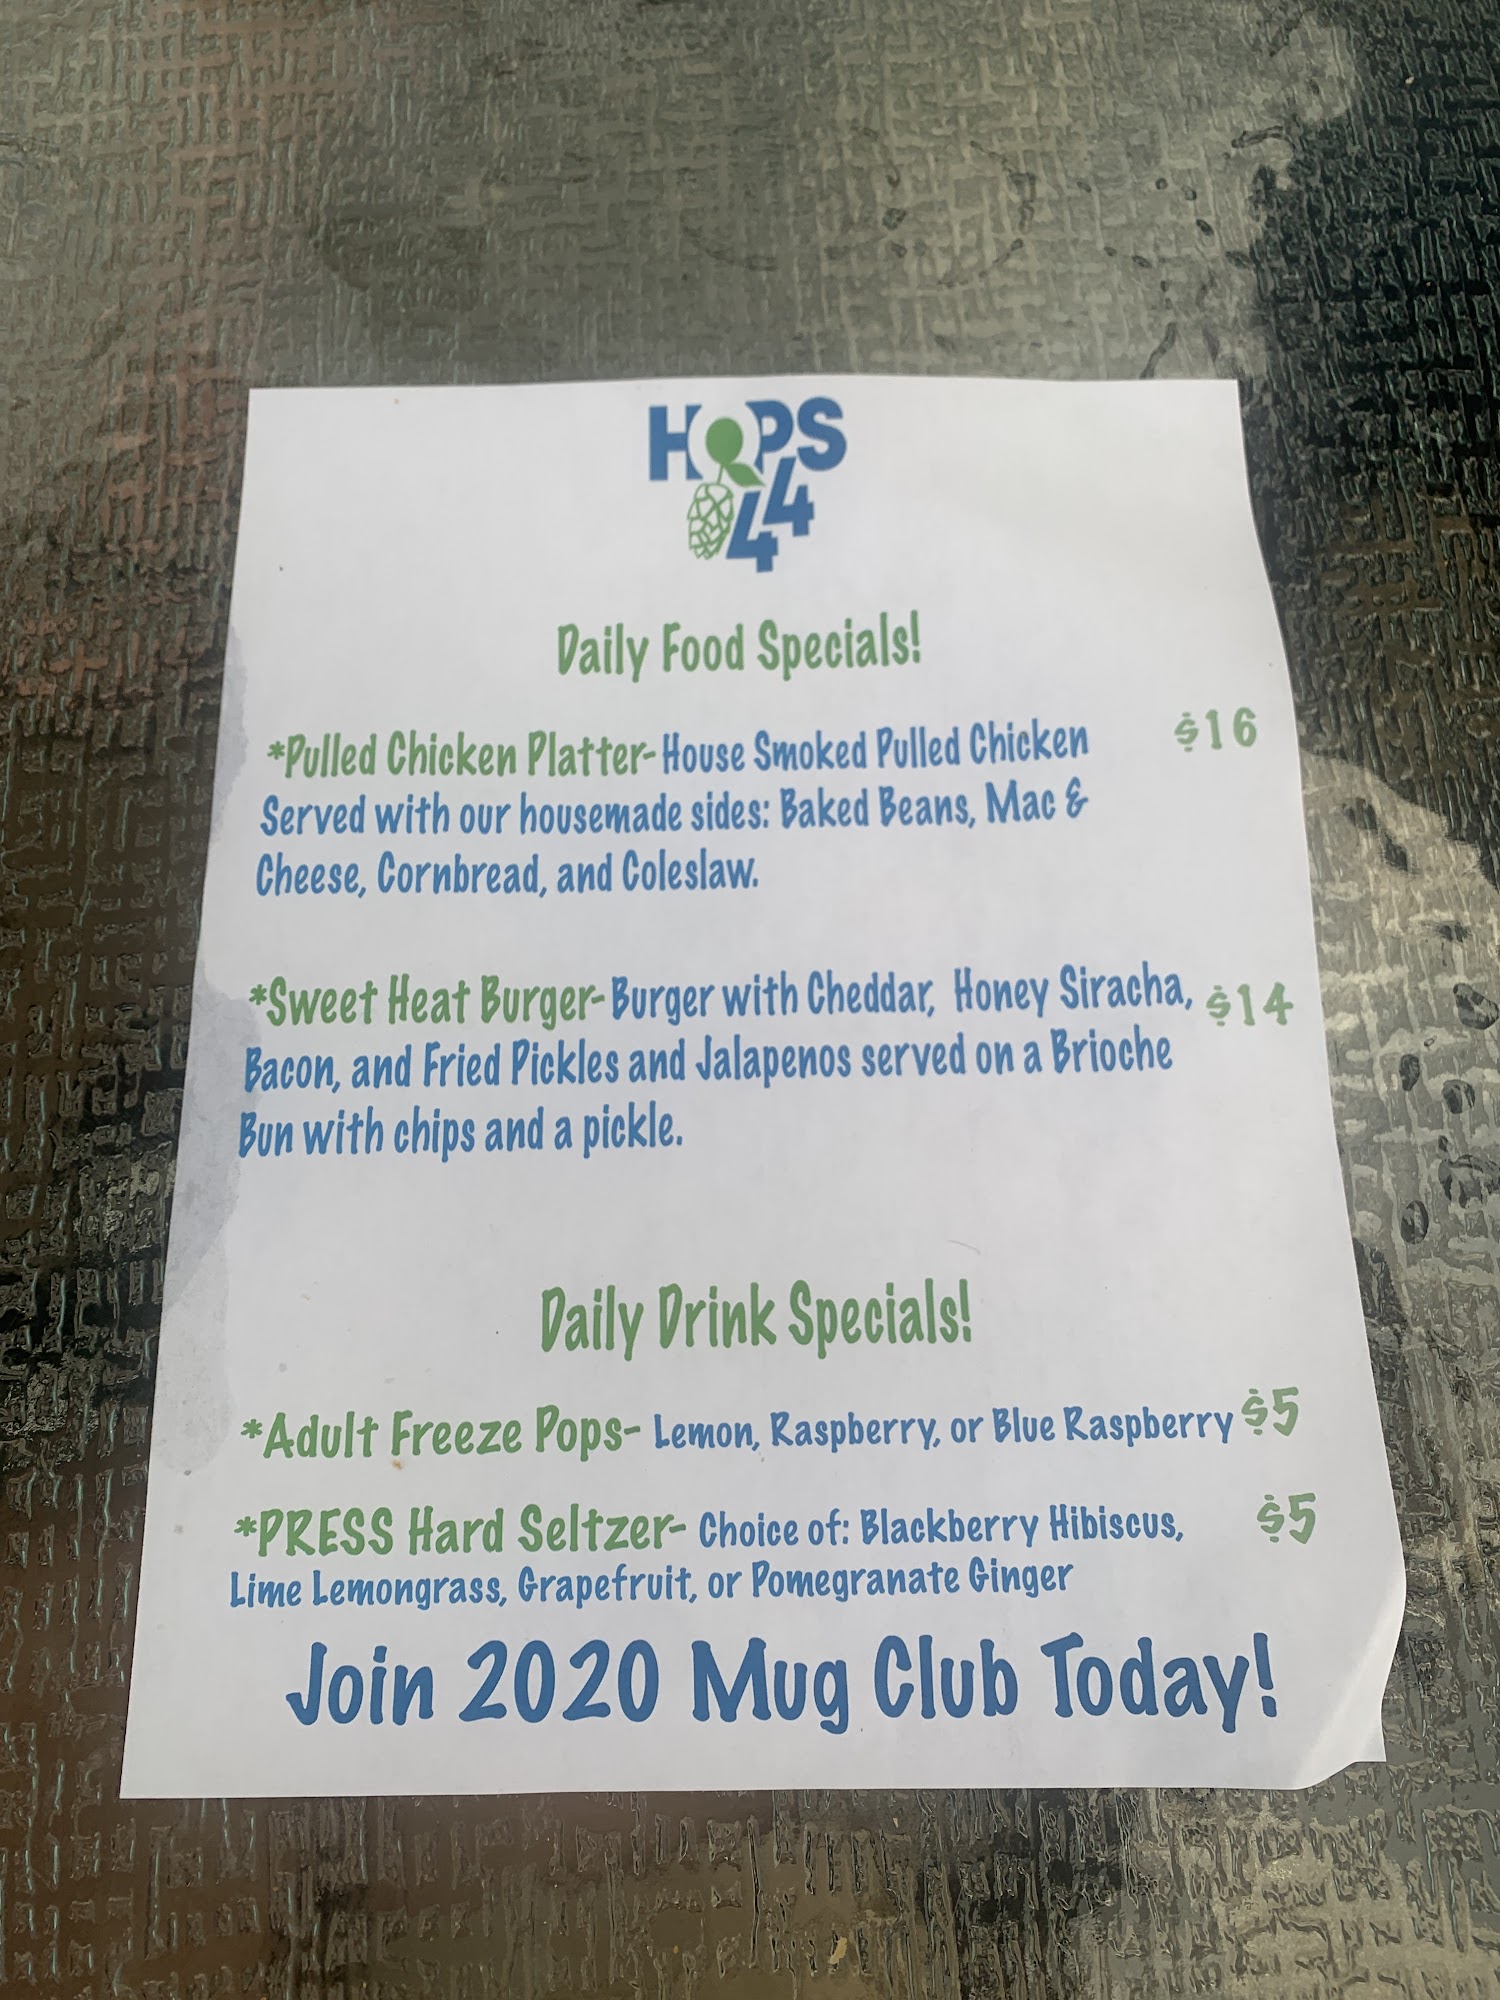 HOPS
44
Daily Food Specials!
*Pulled Chicken Platter- House Smoked Pulled Chicken $16
Served with our housemade sides: Baked Beans, Mac &
Cheese, Cornbread, and Coleslaw.
*Sweet Heat Burger- Burger with Cheddar, Honey Siracha, $14
Bacon, and Fried Pickles and Jalapenos served on a Brioche
Bun with chips and a pickle.
Daily Drink Specials!
*Adult Freeze Pops- Lemon, Raspberry, or Blue Raspberry $5
*PRESS Hard Seltzer- Choice of: Blackberry Hibiscus, $5
Lime Lemongrass, Grapefruit, or Pomegranate Ginger
Join 2020 Mug Club Today!